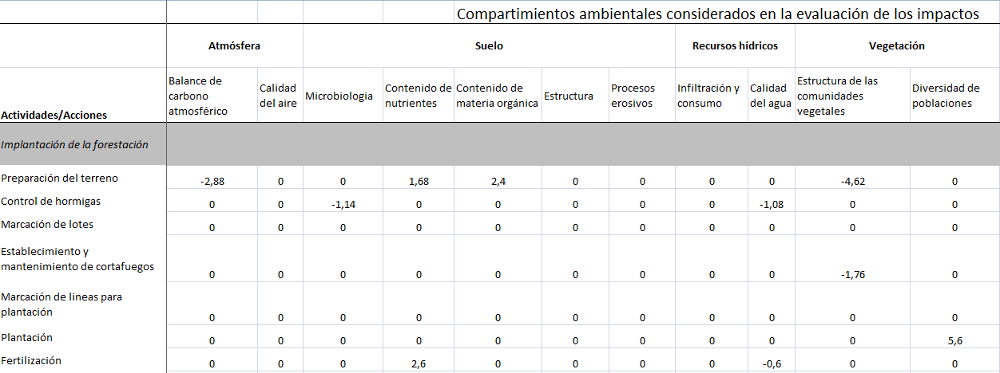 Compartimientos ambientales considerados en la evaluación de los impactos
Atmósfera Suelo Recursos hídricos Vegetación
Actividades/Acciones
Balance de carbono atmosférico
Calidad del aire
Microbiologia
Contenido de nutrientes
Contenido de materia orgánica
Estructura
Procesos erosivos
Infiltración y consumo
Calidad del agua
Estructura de las comunidades vegetales
Diversidad de poblaciones
Implantación de la forestación
Preparación del terreno -2,88 0 0 1,68 2,4 0 0 0 0 -4,62 0
Control de hormigas 0 0 -1,14 0 0 0 0 0 -1,08 0 0
Marcación de lotes 0 0 0 0 0 0 0 0 0 0 0
Establecimiento y
mantenimiento de cortafuegos 0 0 0 0 0 0 0 0 0 -1,76 0
Marcación de lineas para
plantación 0 0 0 0 0 0 0 0 0 0 0
Plantación 0 0 0 0 0 0 0 0 0 0 5,6
Fertilización 0 0 0 2,6 0 0 0 0 -0,6 0 0